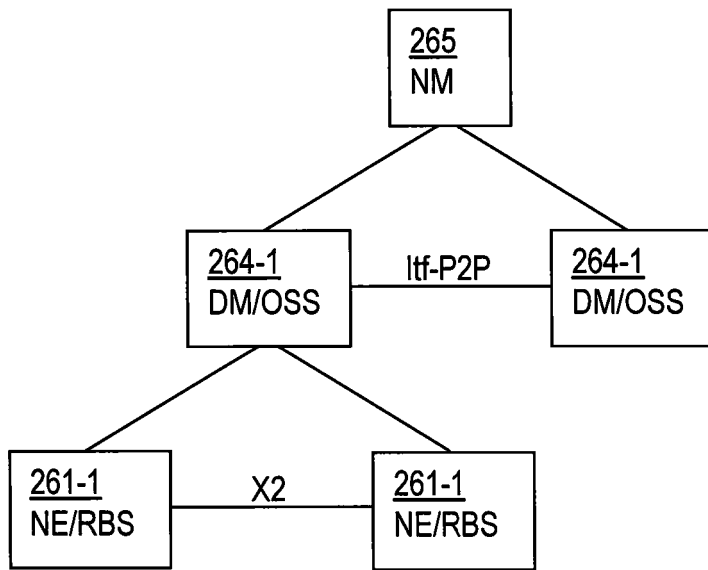 265
NM
264-1
DM/OSS
Itf-P2P
264-1
DM/OSS
261-1
NE/RBS
X2
261-1
NE/RBS